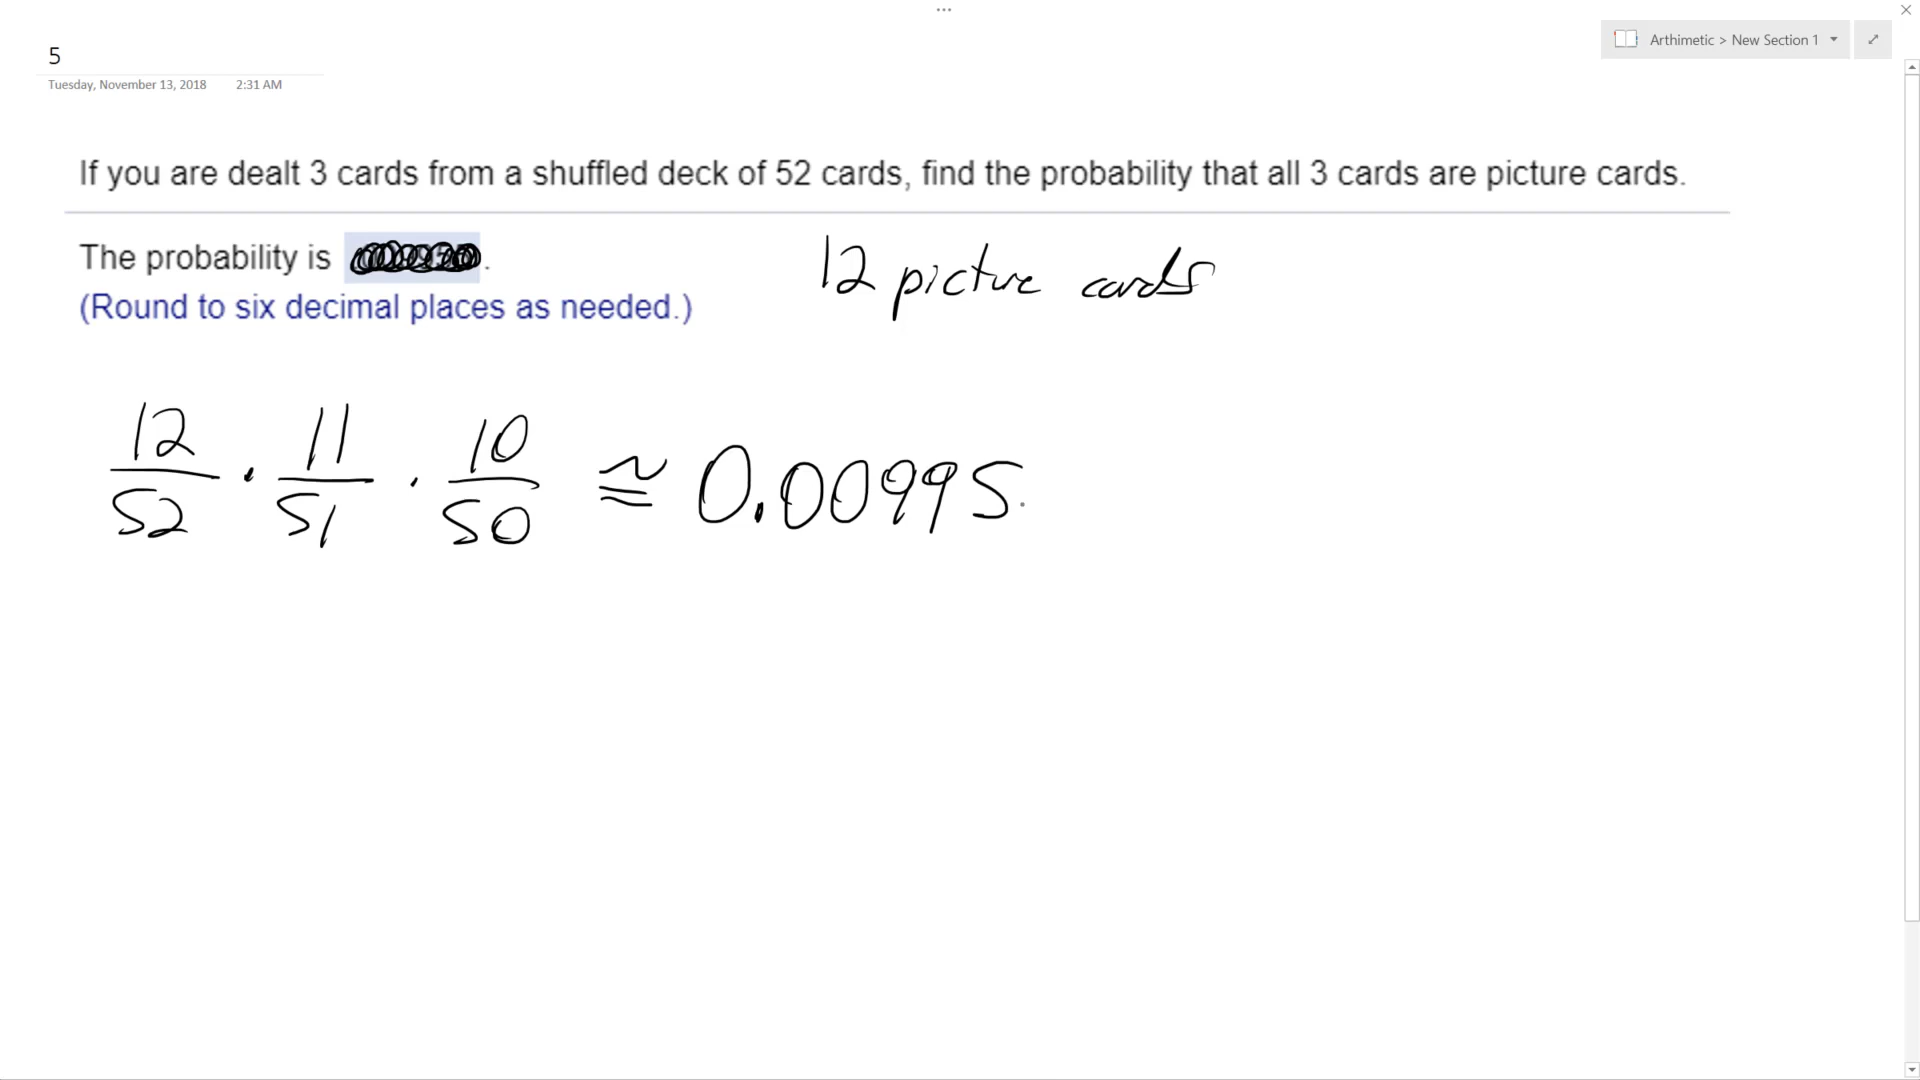 5
Arthimetic > New Section 1
Tuesday, November 13, 2018 2:31 AM
If you are dealt 3 cards from a shuffled deck of 52 cards, find the probability that all 3 cards are picture cards.
The probability is .
12 picture cards
(Round to six decimal places as needed.)
12/52 · 11/51 · 10/50 ≅ 0.00995